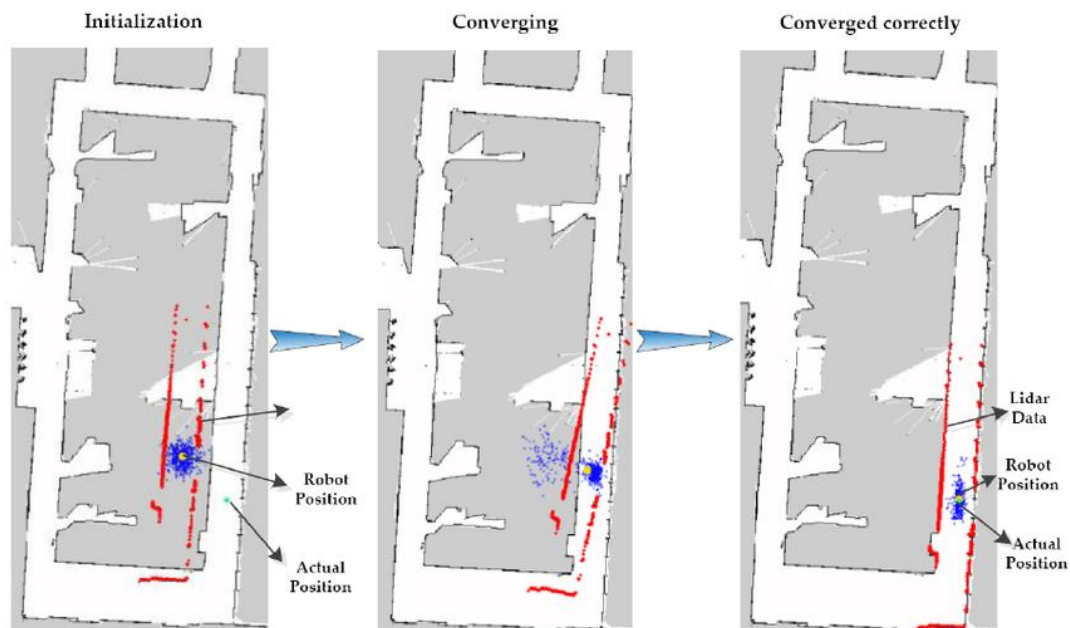 Initialization
Converging
Converged correctly
Robot
Position
Actual
Position
Lidar
Data
Robot
Position
Actual
Position